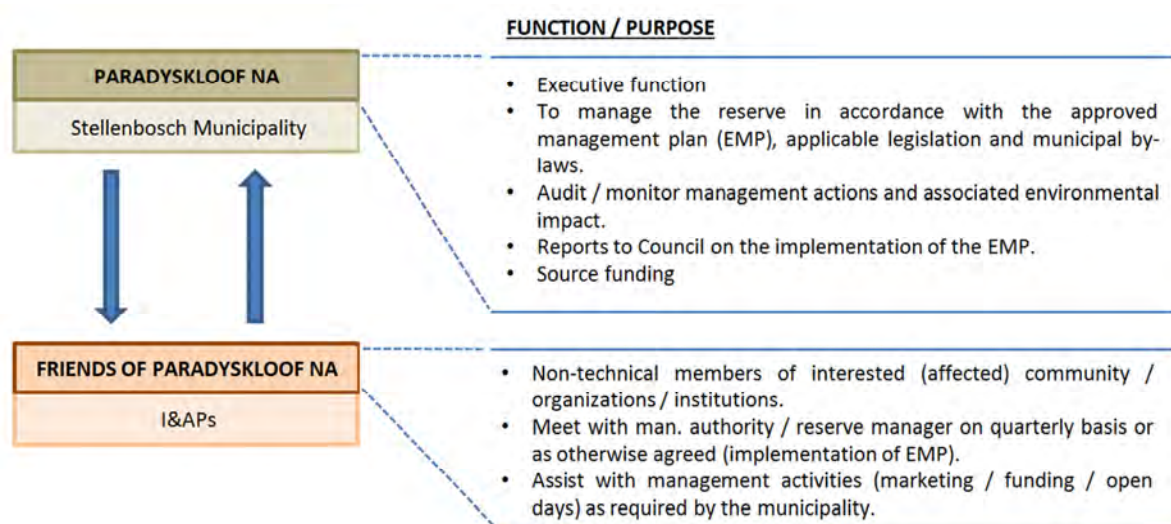 FUNCTION / PURPOSE
PARADYSKLOOF NA
Stellenbosch Municipality
• Executive function
• To manage the reserve in accordance with the approved
management plan (EMP), applicable legislation and municipal by-
laws.
• Audit / monitor management actions and associated environmental
impact.
• Reports to Council on the implementation of the EMP.
• Source funding
FRIENDS OF PARADYSKLOOF NA
I&APs
• Non-technical members of interested (affected) community /
organizations / institutions.
• Meet with man. authority / reserve manager on quarterly basis or
as otherwise agreed (implementation of EMP).
• Assist with management activities (marketing / funding / open
days) as required by the municipality.